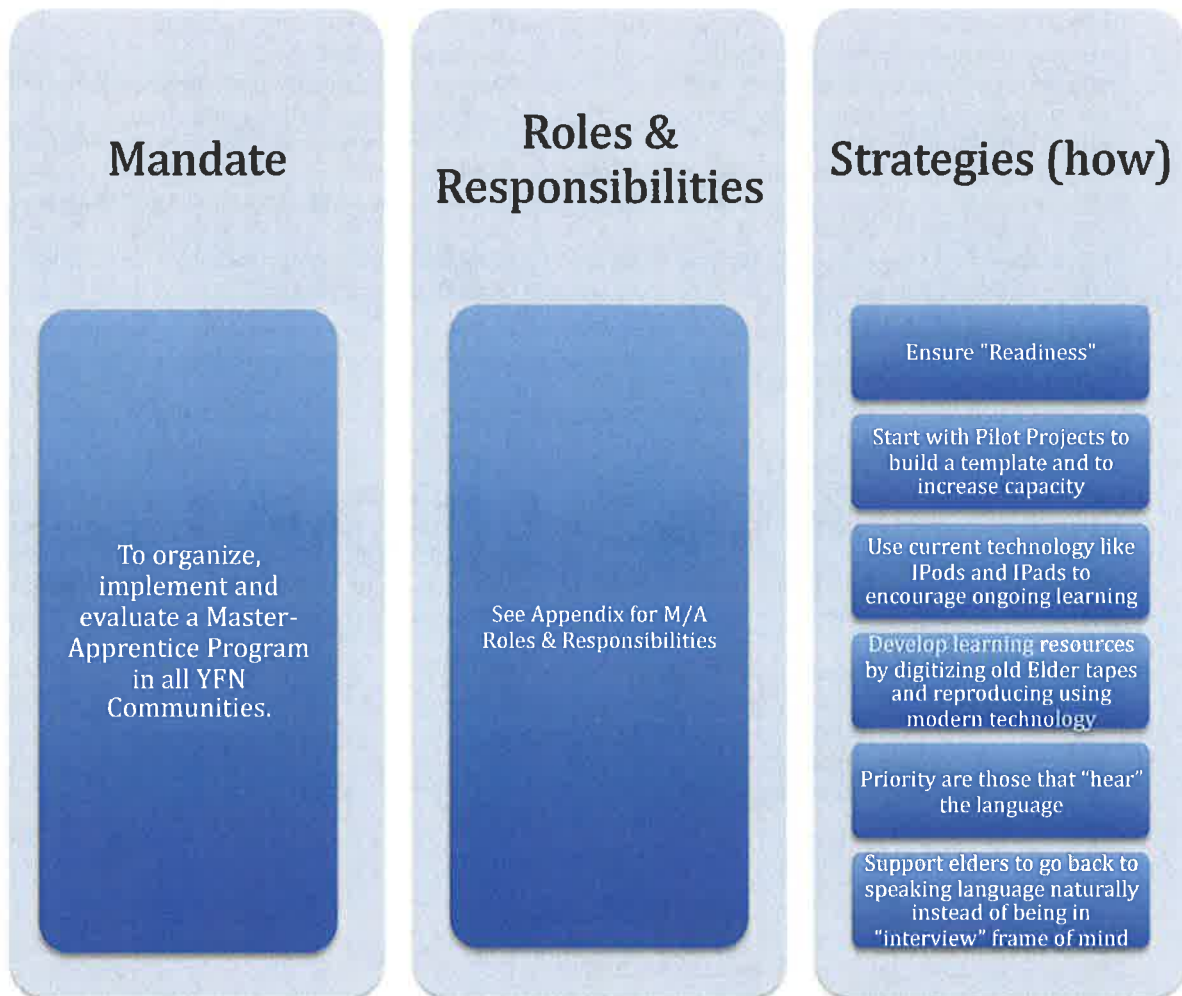 Mandate
To organize,
implement and
evaluate a Master-
Apprentice Program
in all YFN
Communities.
Roles &
Responsibilities
See Appendix for M/A
Roles & Responsibilities
Strategies (how)
Ensure "Readiness"
Start with Pilot Projects to
build a template and to
increase capacity
Use current technology like
IPods and IPads to
encourage ongoing learning
Develop learning resources
by digitizing old Elder tapes
and reproducing using
modern technology
Priority are those that “hear”
the language
Support elders to go back to
speaking language naturally
instead of being in
“interview” frame of mind